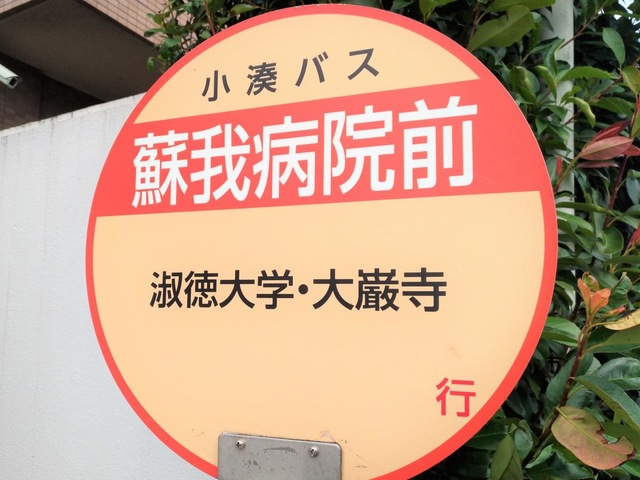 小湊バス
蘇我病院前
淑徳大学・大巌寺
行